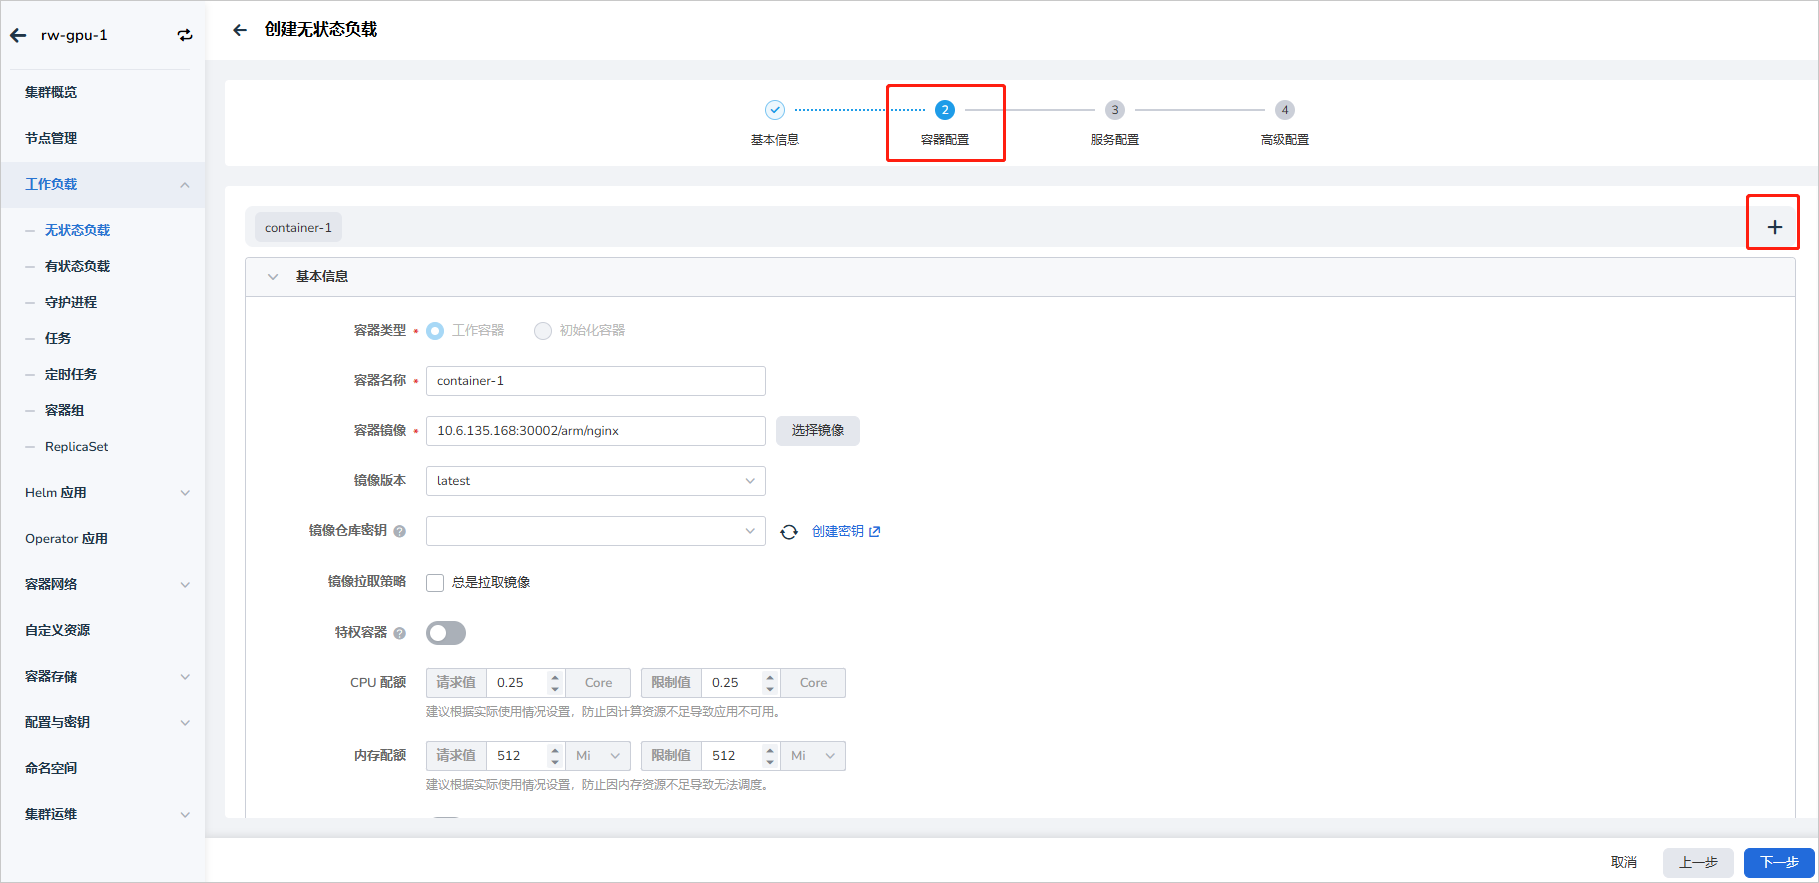 rw-gpu-1
集群概览
节点管理
工作负载
无状态负载
有状态负载
守护进程
任务
定时任务
容器组
ReplicaSet
Helm 应用
Operator 应用
容器网络
自定义资源
容器存储
配置与密钥
命名空间
集群运维
创建无状态负载
2 3 4
基本信息 容器配置 服务配置 高级配置
container-1
基本信息
容器类型 • 工作容器 初始化容器
容器名称 • container-1
容器镜像 • 10.6.135.168:30002/arm/nginx 选择镜像
镜像版本 latest
镜像仓库密钥 ? 创建密钥
镜像拉取策略 总是拉取镜像
特权容器 ?
CPU 配额 请求值 0.25 Core 限制值 0.25 Core
建议根据实际使用情况设置，防止因计算资源不足导致应用不可用。
内存配额 请求值 512 Mi 限制值 512 Mi
建议根据实际使用情况设置，防止因内存资源不足导致无法调度。
取消 上一步 下一步